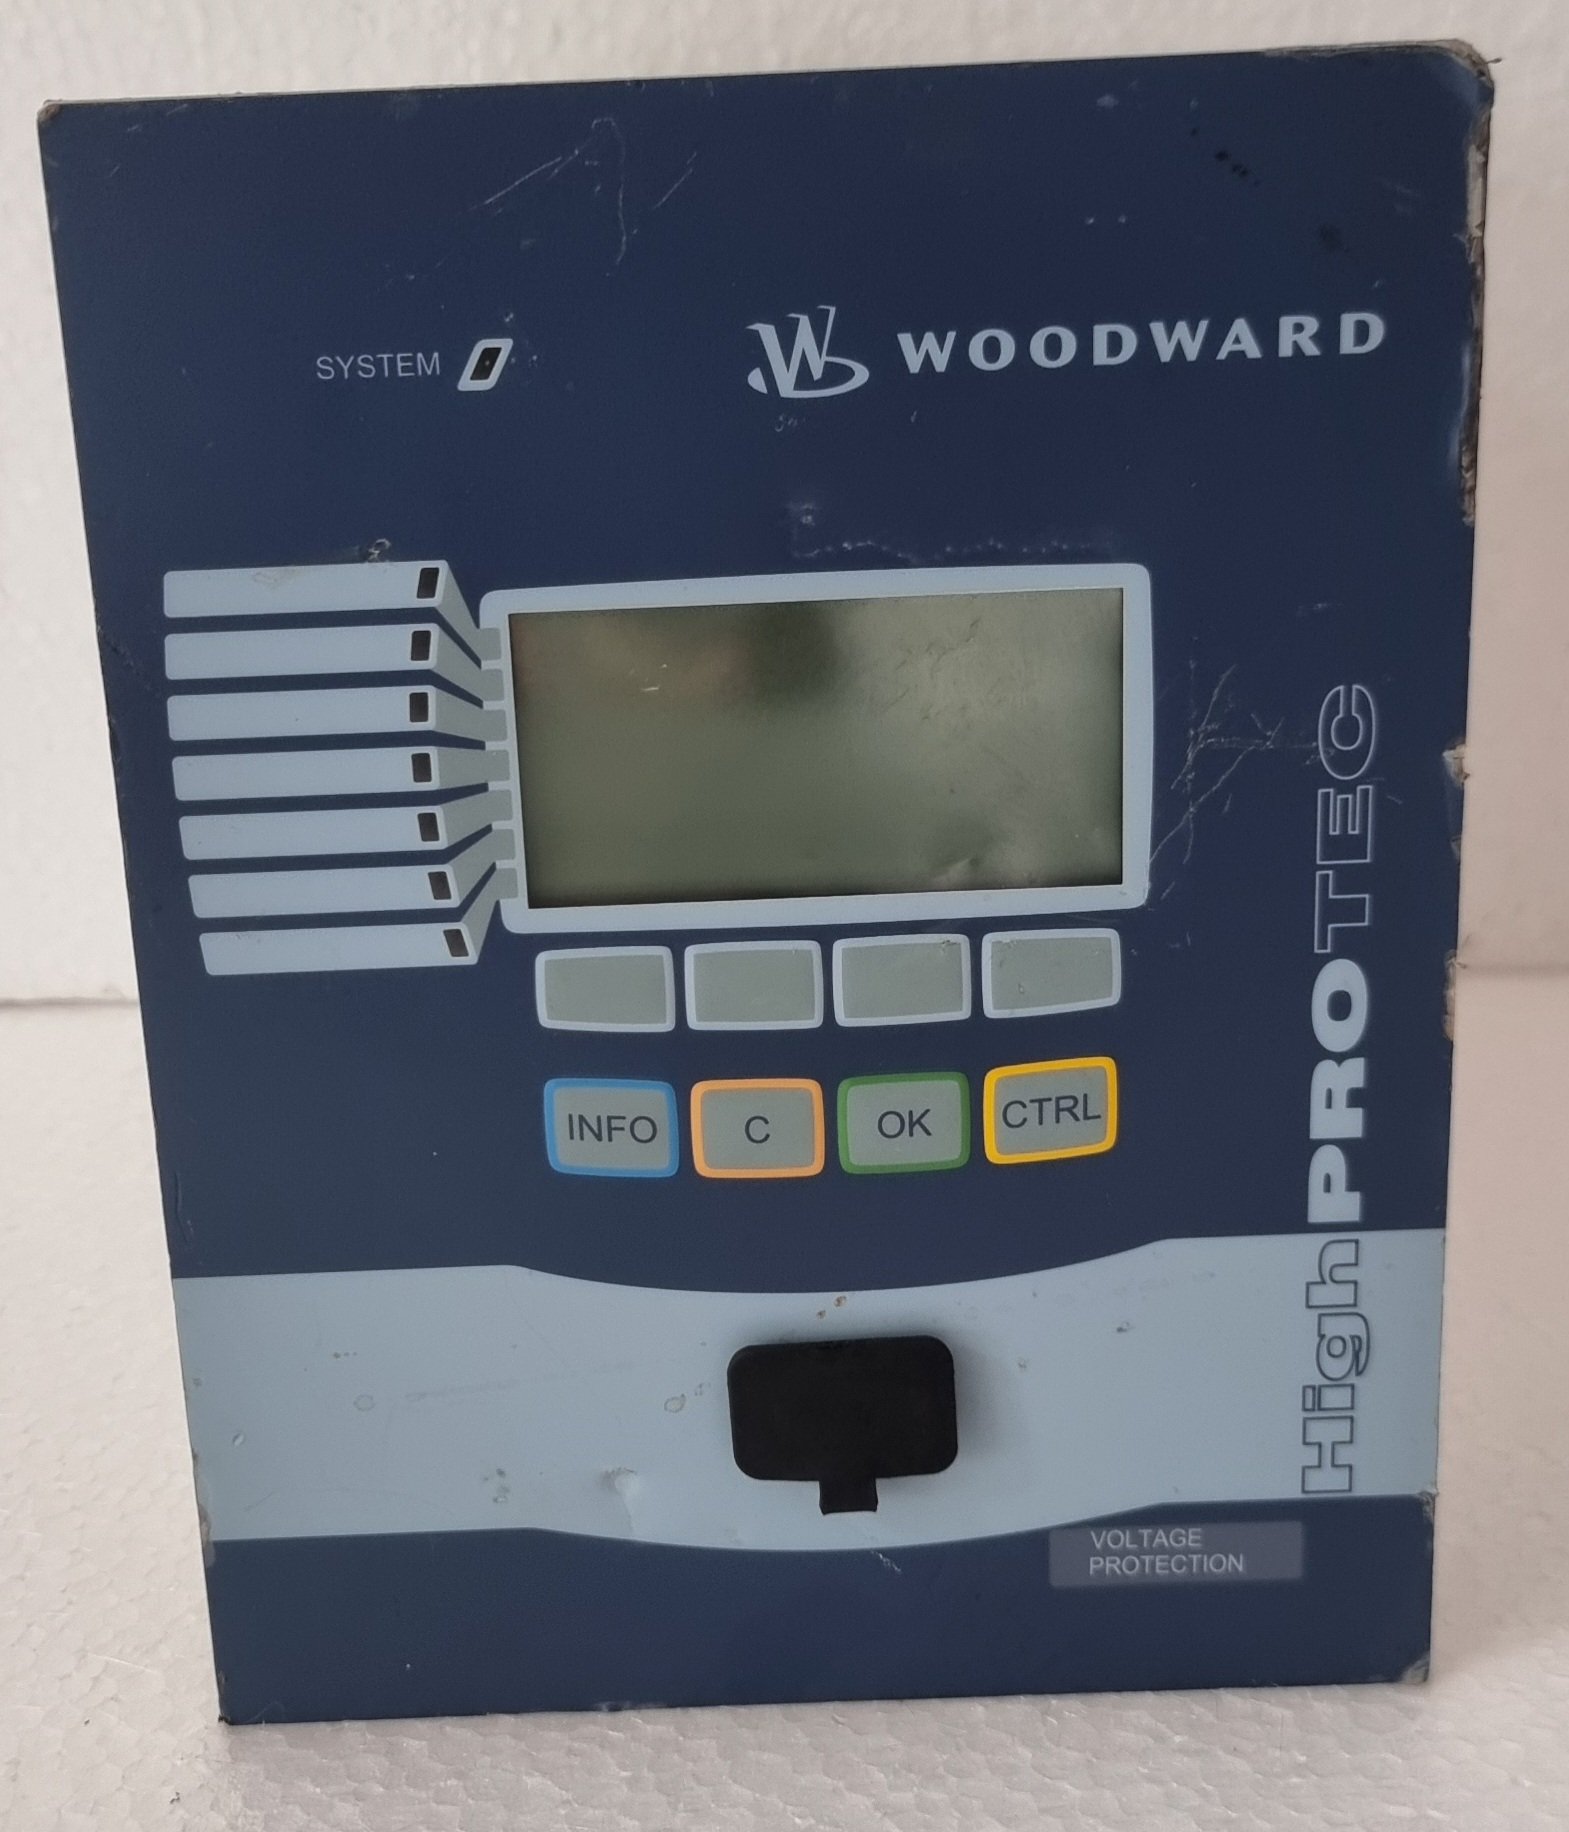 SYSTEM
WOODWARD
INFO
C
OK
CTRL
HighPROTEC
VOLTAGE
PROTECTION